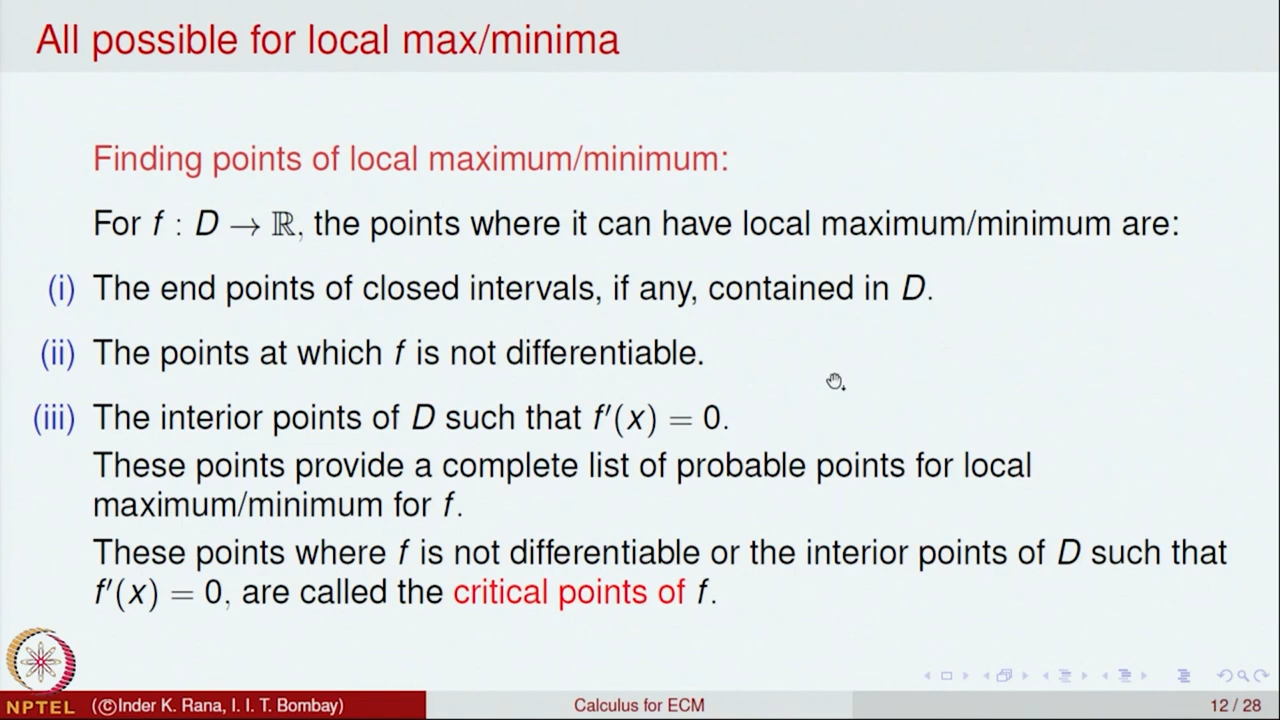 All possible for local max/minima
Finding points of local maximum/minimum:
For f : D → ℝ, the points where it can have local maximum/minimum are:
(i) The end points of closed intervals, if any, contained in D.
(ii) The points at which f is not differentiable.
(iii) The interior points of D such that f′(x) = 0.
These points provide a complete list of probable points for local
maximum/minimum for f.
These points where f is not differentiable or the interior points of D such that
f′(x) = 0, are called the critical points of f.
NPTEL (©Inder K. Rana, I. I. T. Bombay) Calculus for ECM 12 / 28